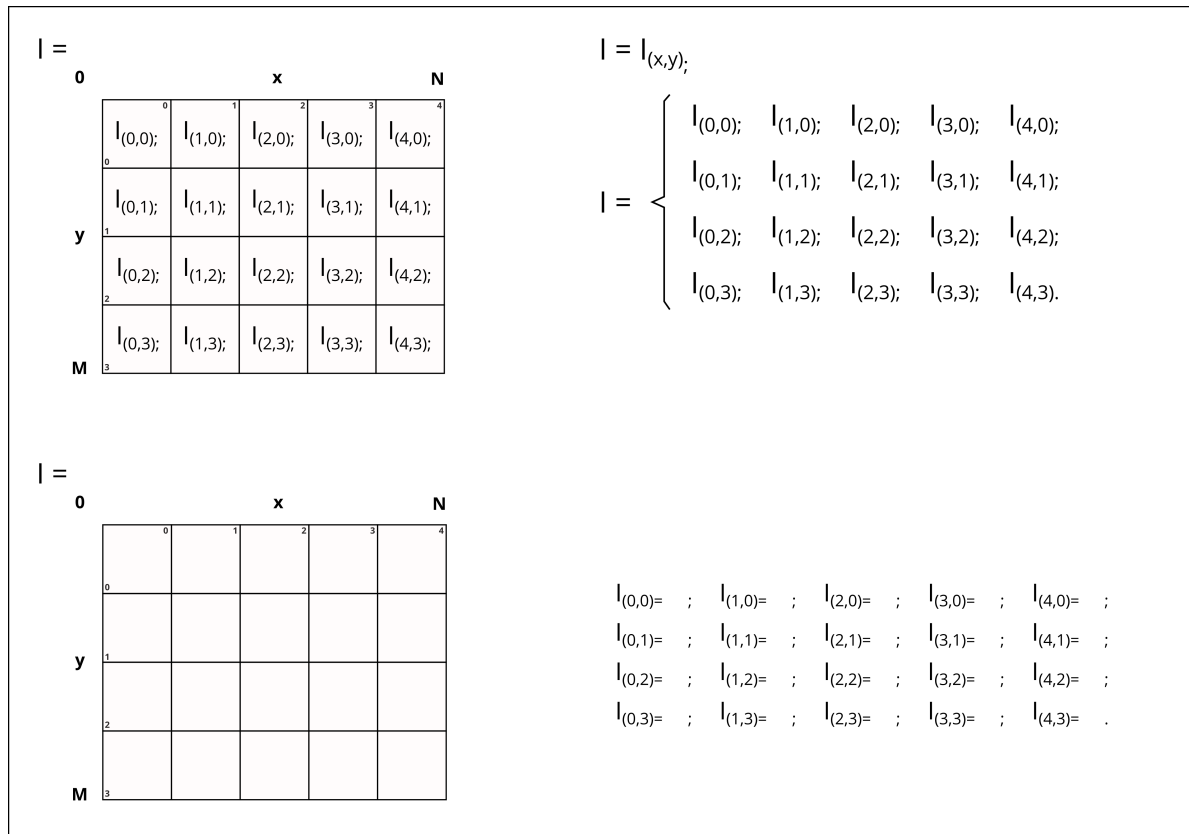 I =
0 x N
0 1 2 3 4
I(0,0); I(1,0); I(2,0); I(3,0); I(4,0);
0
I(0,1); I(1,1); I(2,1); I(3,1); I(4,1);
y 1
I(0,2); I(1,2); I(2,2); I(3,2); I(4,2);
2
I(0,3); I(1,3); I(2,3); I(3,3); I(4,3);
M 3
I = I(x,y);
I(0,0); I(1,0); I(2,0); I(3,0); I(4,0);
I(0,1); I(1,1); I(2,1); I(3,1); I(4,1);
I =
I(0,2); I(1,2); I(2,2); I(3,2); I(4,2);
I(0,3); I(1,3); I(2,3); I(3,3); I(4,3).
I =
0 x N
0 1 2 3 4
0
y 1
2
M 3
I(0,0)= ; I(1,0)= ; I(2,0)= ; I(3,0)= ; I(4,0)= ;
I(0,1)= ; I(1,1)= ; I(2,1)= ; I(3,1)= ; I(4,1)= ;
I(0,2)= ; I(1,2)= ; I(2,2)= ; I(3,2)= ; I(4,2)= ;
I(0,3)= ; I(1,3)= ; I(2,3)= ; I(3,3)= ; I(4,3)= .